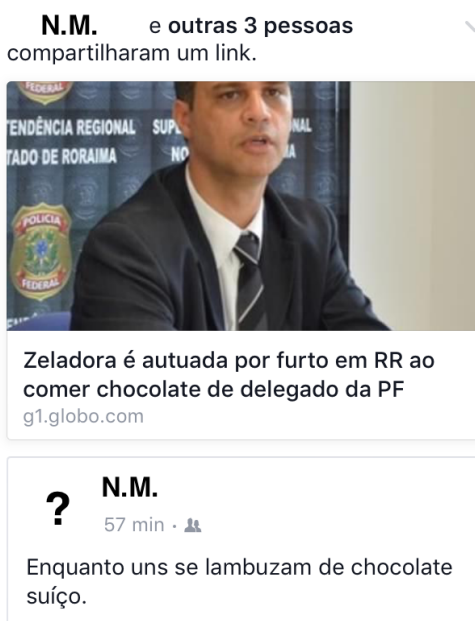 N.M. e outras 3 pessoas
compartilharam um link.
FEDERAL
TENDÊNCIA REGIONAL SUP NAL
TADO DE RORAIMA NO A
POLICIA
FEDERAL
Zeladora é autuada por furto em RR ao
comer chocolate de delegado da PF
g1.globo.com
? N.M.
57 min ·
Enquanto uns se lambuzam de chocolate
suíço.